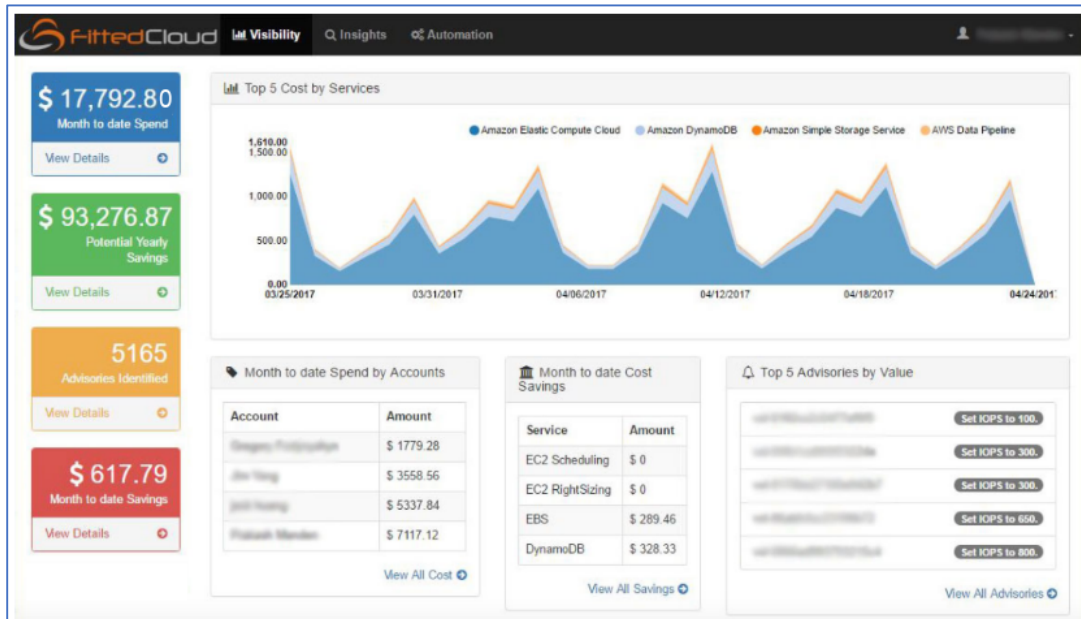 FittedCloud Visibility Insights Automation
$ 17,792.80
Month to date Spend
View Details
$ 93,276.87
Potential Yearly
Savings
View Details
5165
Advisories Identified
View Details
$ 617.79
Month to date Savings
View Details
Top 5 Cost by Services
Amazon Elastic Compute Cloud Amazon DynamoDB Amazon Simple Storage Service AWS Data Pipeline
1,610.00
1,500.00
1,000.00
500.00
0.00
03/25/2017 03/31/2017 04/06/2017 04/12/2017 04/18/2017 04/24/201
Month to date Spend by Accounts
Account Amount
$ 1779.28
$ 3558.56
$ 5337.84
$ 7117.12
View All Cost
Month to date Cost
Savings
Service Amount
EC2 Scheduling $ 0
EC2 RightSizing $ 0
EBS $ 289.46
DynamoDB $ 328.33
View All Savings
Top 5 Advisories by Value
Set IOPS to 100.
Set IOPS to 300.
Set IOPS to 300.
Set IOPS to 650.
Set IOPS to 800.
View All Advisories